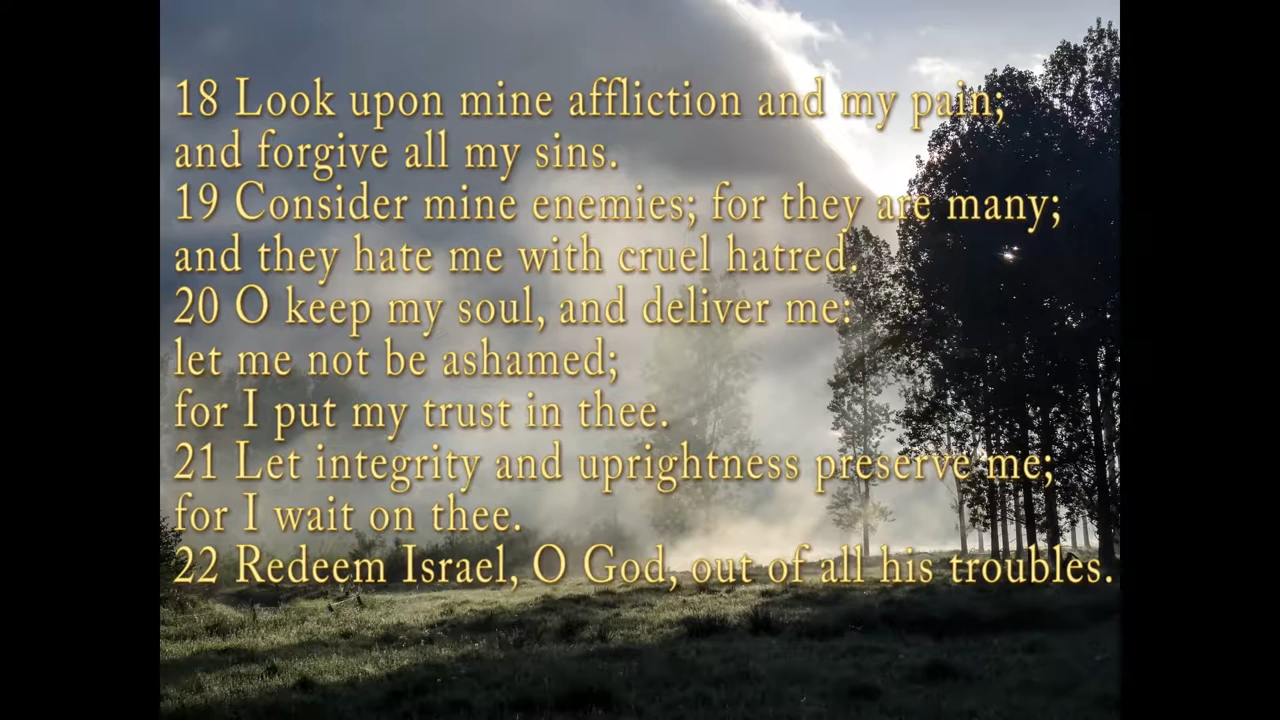 18 Look upon mine affliction and my pain;
and forgive all my sins.
19 Consider mine enemies; for they are many;
and they hate me with cruel hatred.
20 O keep my soul, and deliver me:
let me not be ashamed;
for I put my trust in thee.
21 Let integrity and uprightness preserve me;
for I wait on thee.
22 Redeem Israel, O God, out of all his troubles.